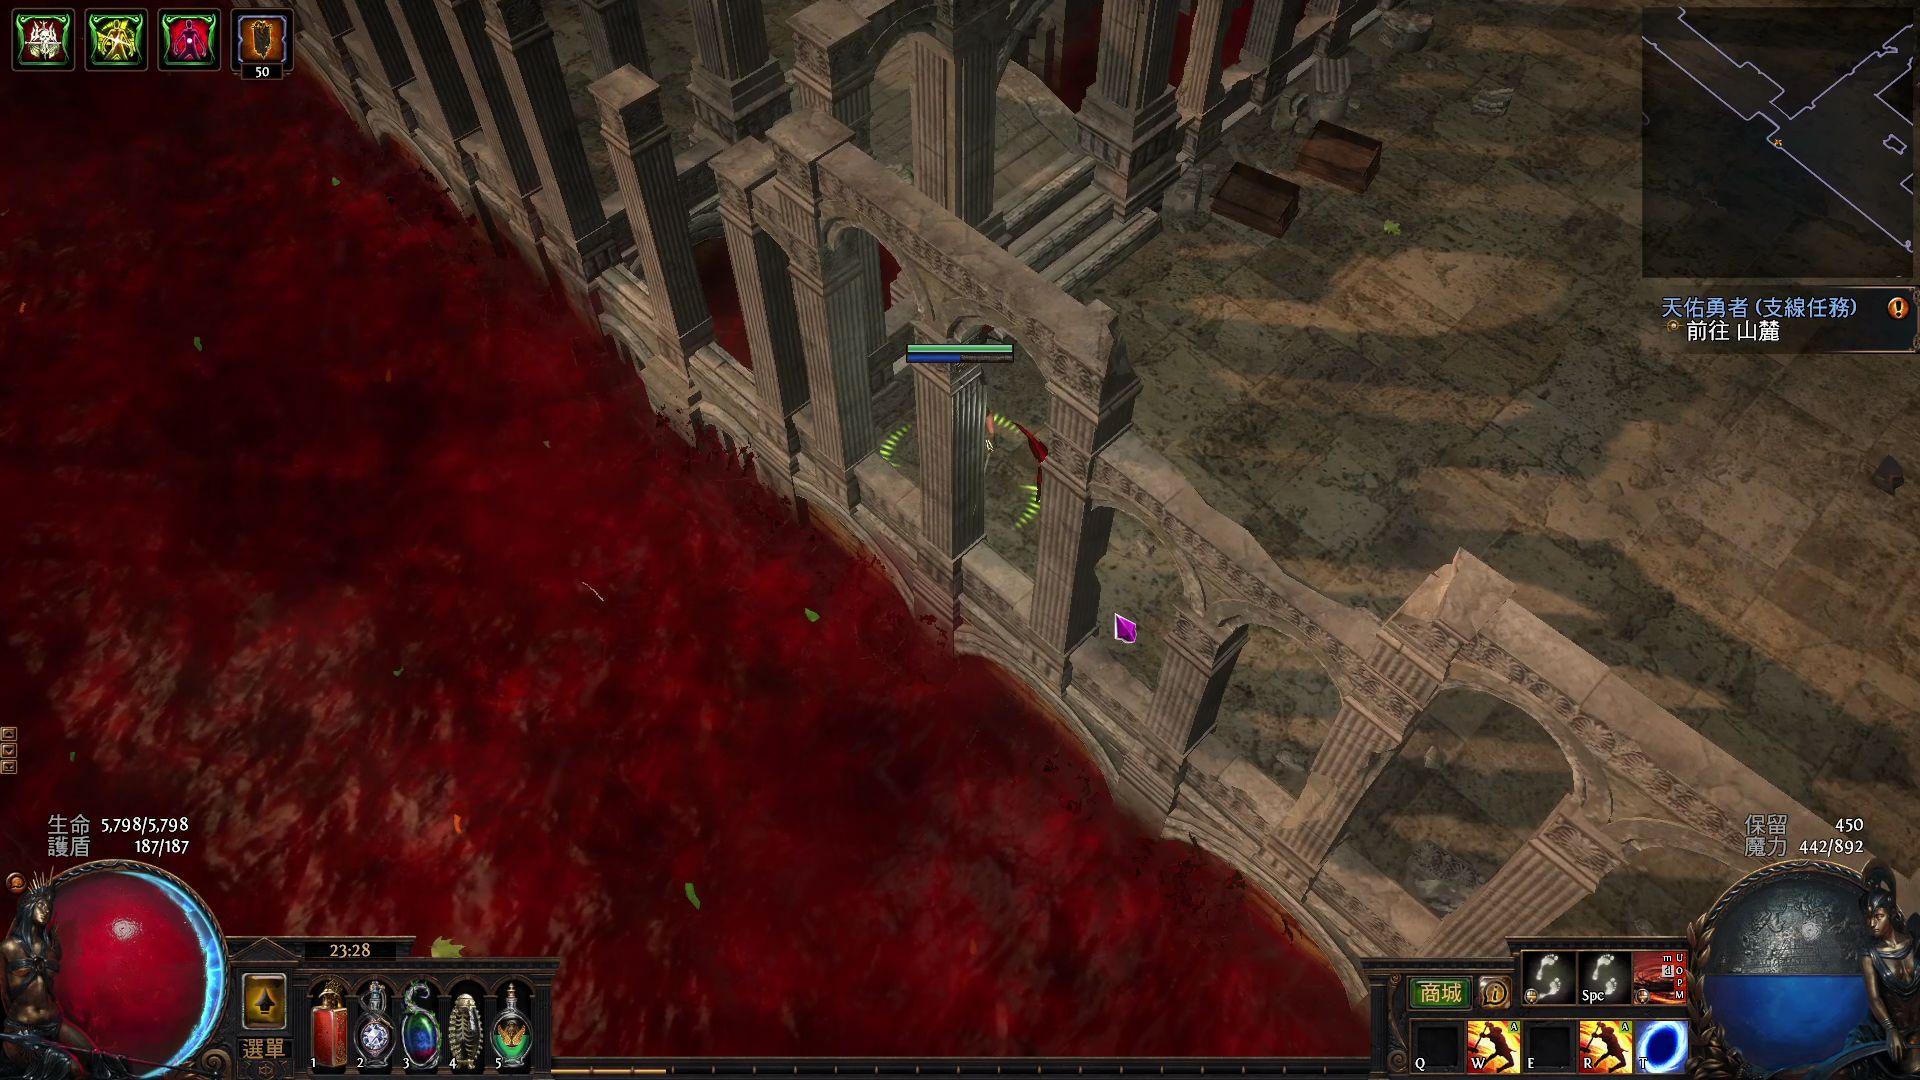 50
天佑勇者 (支線任務)
前往 山麓
生命 5,798/5,798
護盾 187/187
保留 450
魔力 442/892
23:28
選單
1 2 3 4 5
商城
Spc
m U
d O
P
M
Q W A E R A T